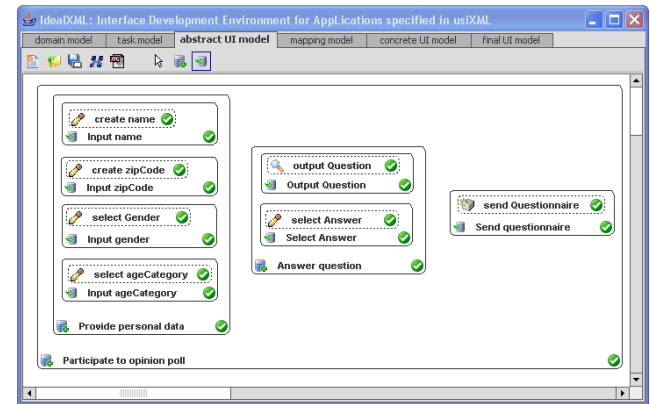 IdealXML: Interface Development Environment for AppLications specified in usiXML
domain model task model abstract UI model mapping model concrete UI model final UI model
create name
Input name
create zipCode
Input zipCode
select Gender
Input gender
select ageCategory
Input ageCategory
Provide personal data
output Question
Output Question
select Answer
Select Answer
Answer question
send Questionnaire
Send questionnaire
Participate to opinion poll